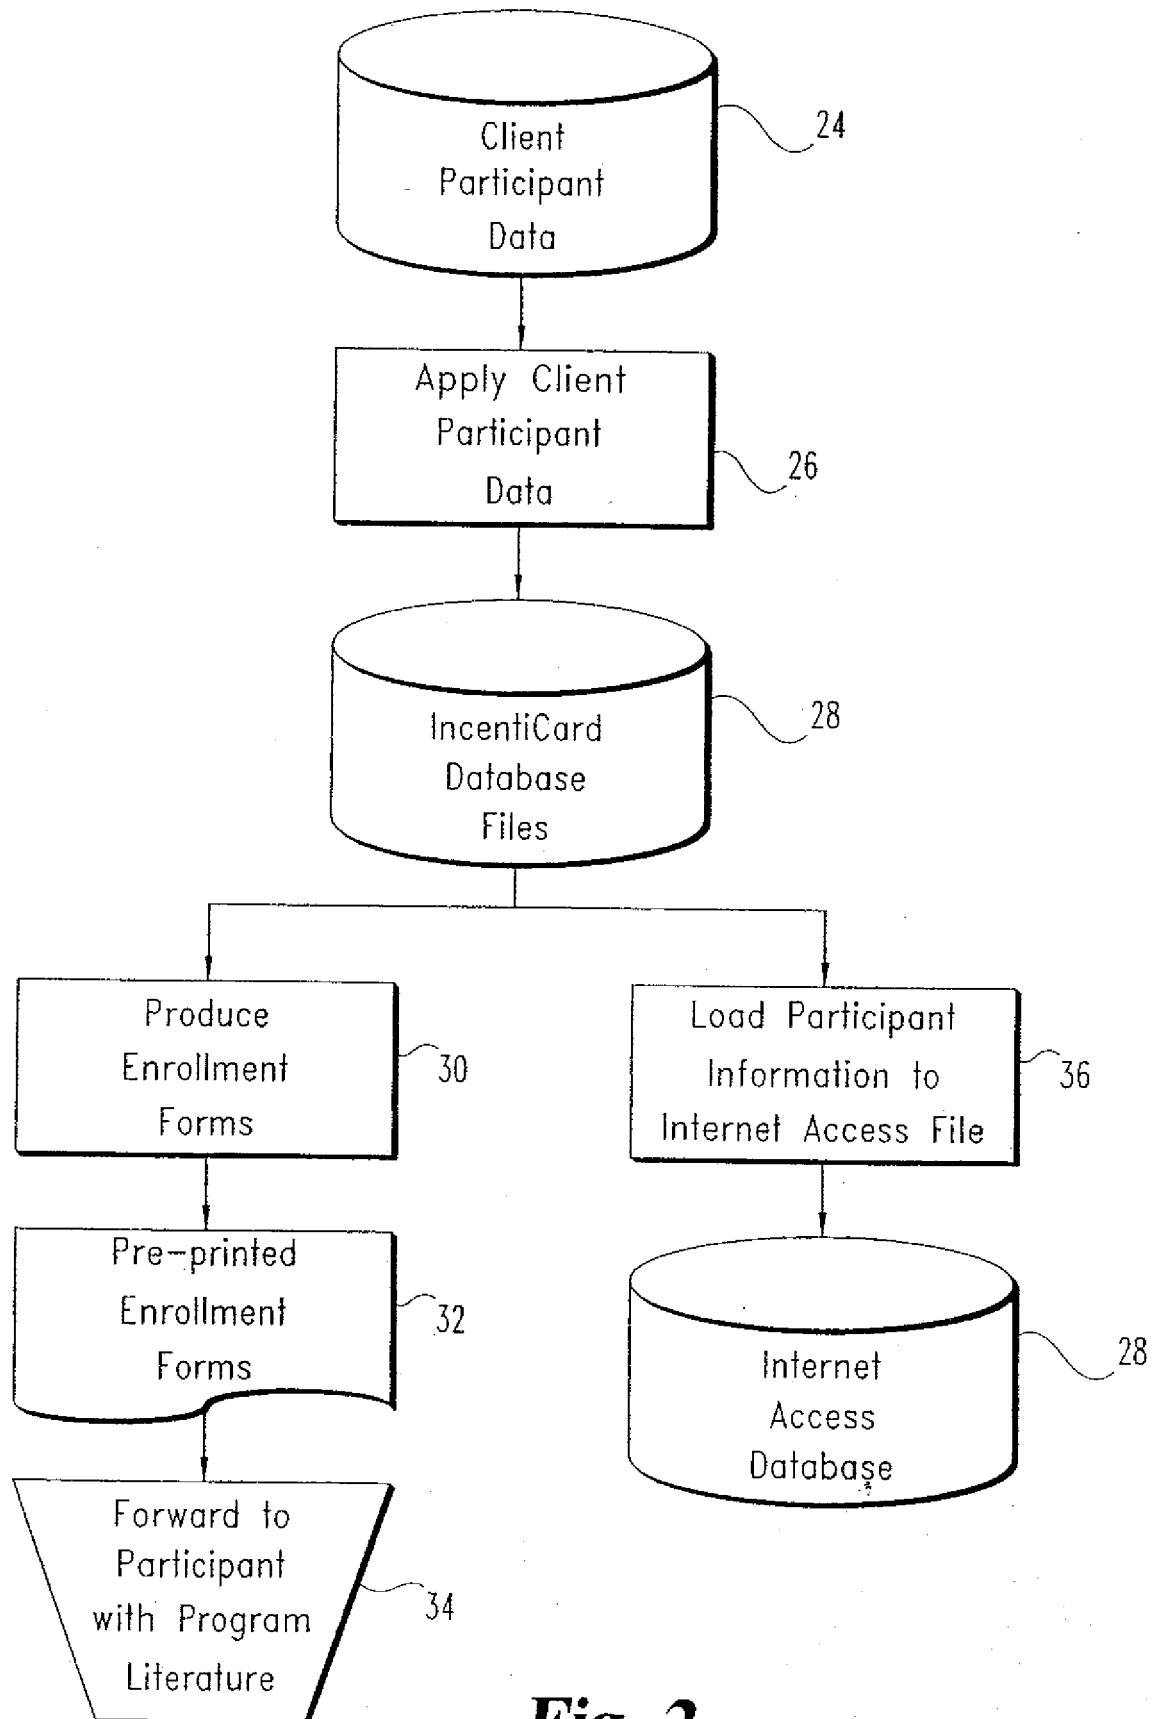 Client
Participant
Data
24
Apply Client
Participant
Data
26
IncentiCard
Database
Files
28
Produce
Enrollment
Forms
30
Load Participant
Information to
Internet Access File
36
Pre-printed
Enrollment
Forms
32
Internet
Access
Database
28
Forward to
Participant
with Program
Literature
34
Fig.